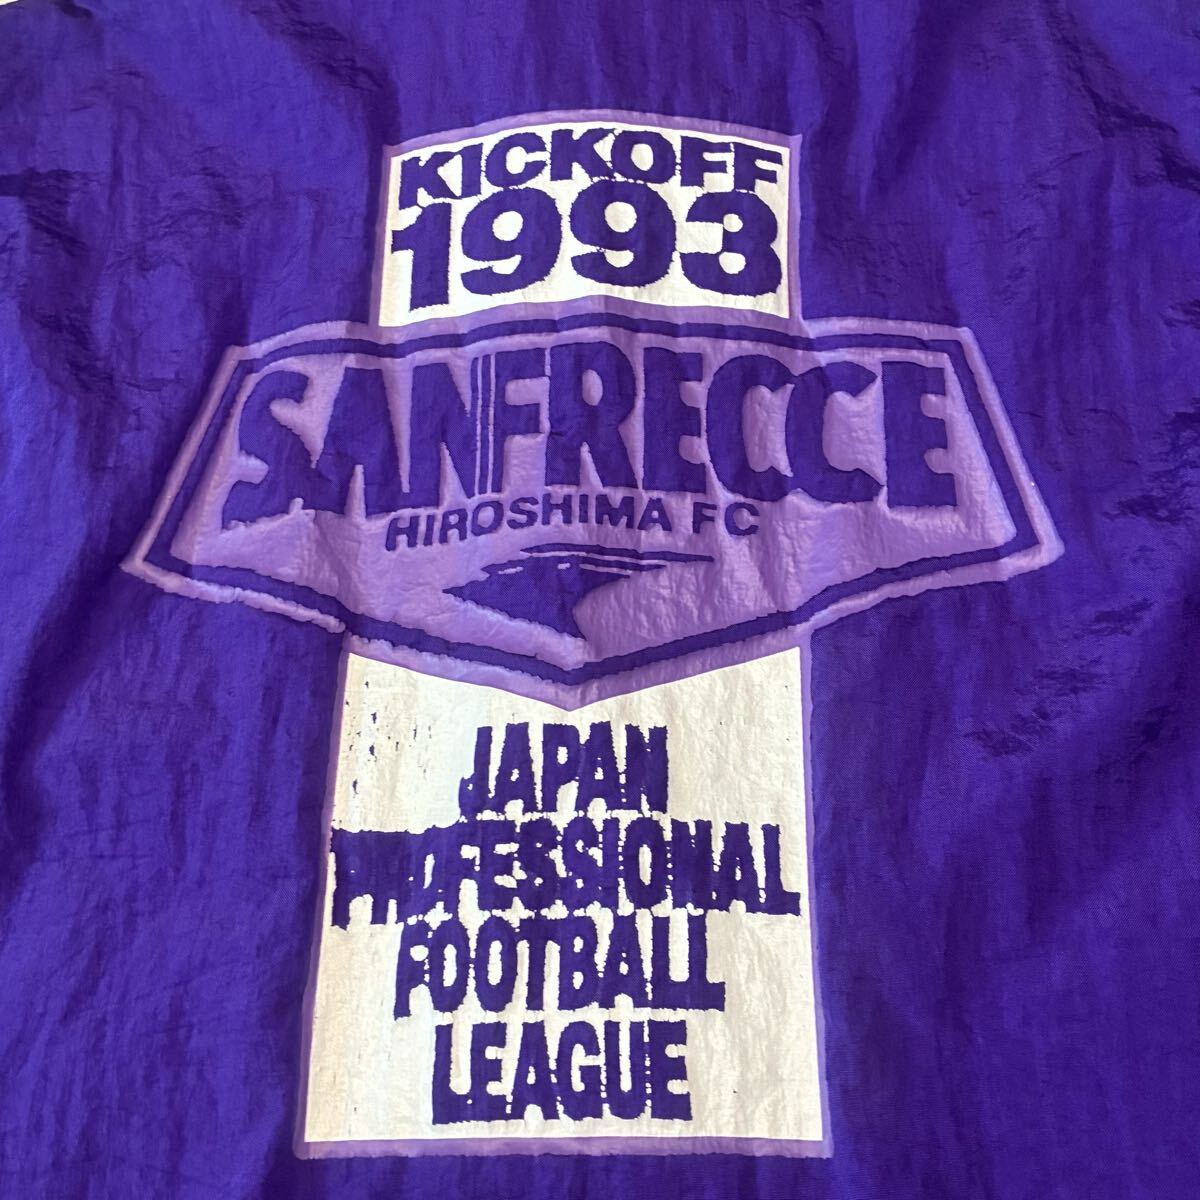 KICKOFF
1993
SANFRECCE
HIROSHIMA FC
JAPAN
PROFESSIONAL
FOOTBALL
LEAGUE